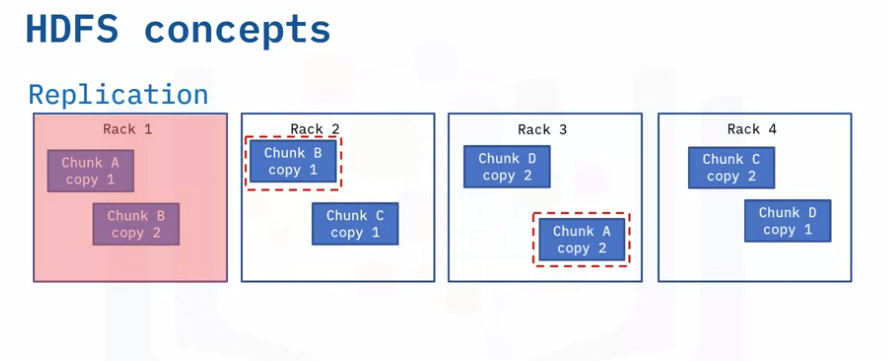 HDFS concepts
Replication
Rack 1
Chunk A
copy 1
Chunk B
copy 2
Rack 2
Chunk B
copy 1
Chunk C
copy 1
Rack 3
Chunk D
copy 2
Chunk A
copy 2
Rack 4
Chunk C
copy 2
Chunk D
copy 1